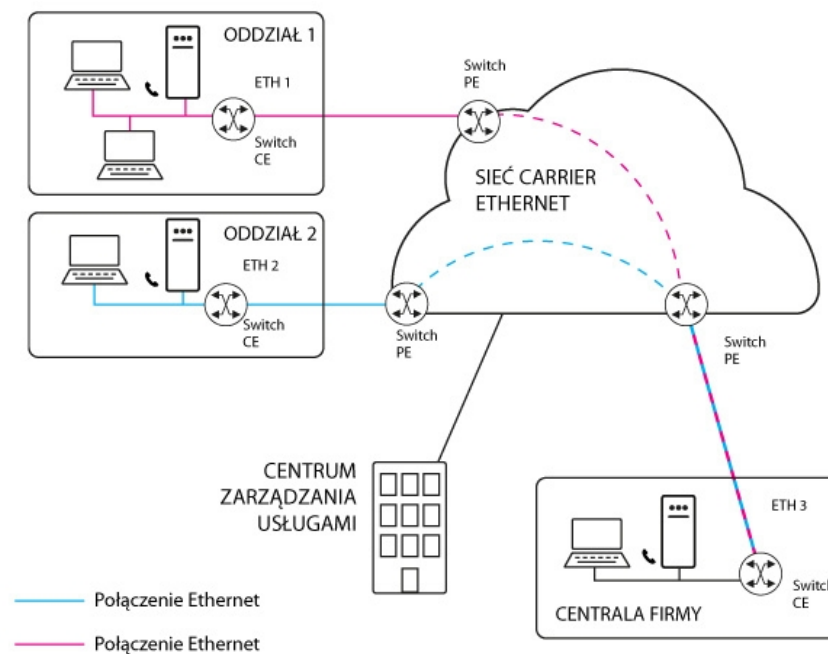 ODDZIAŁ 1
ETH 1
Switch
CE
Switch
PE
SIEĆ CARRIER
ETHERNET
ODDZIAŁ 2
ETH 2
Switch
CE
Switch
PE
Switch
PE
CENTRUM
ZARZĄDZANIA
USŁUGAMI
ETH 3
Switch
CE
CENTRALA FIRMY
Połączenie Ethernet
Połączenie Ethernet